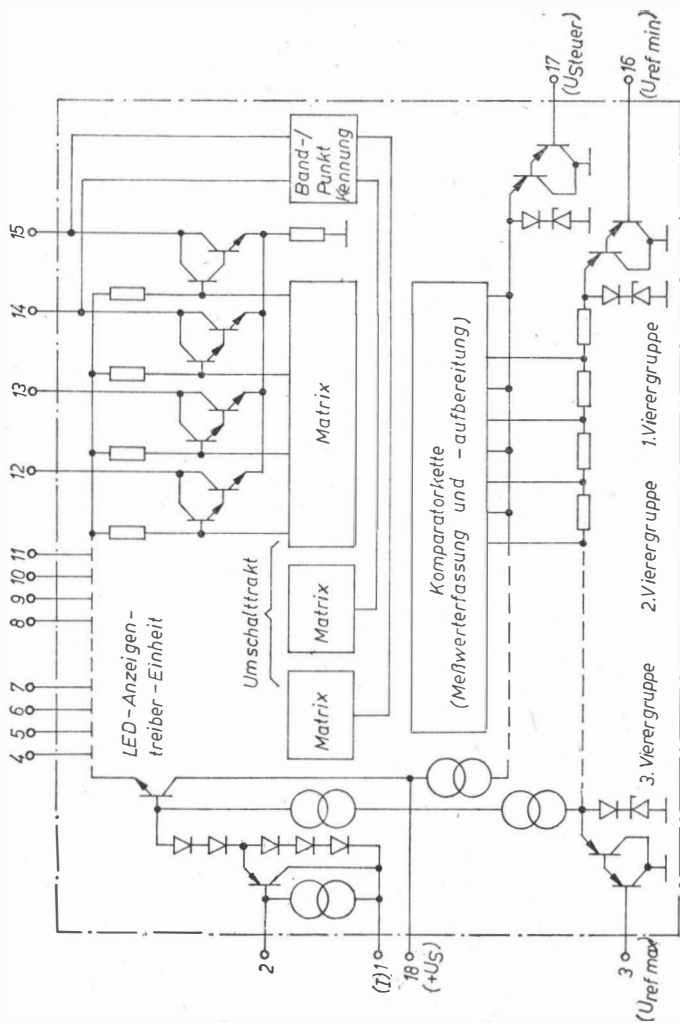 15
14
13
12
11
10
9
8
7
6
5
4
Band-/
Punkt
Kennung
Matrix
Umschalttrakt
Matrix
Matrix
LED-Anzeigen-
treiber-Einheit
Komparatorkette
(Meßwerterfassung und -aufbereitung)
17
(USteuer)
16
(Uref min)
1.Vierergruppe
2.Vierergruppe
3.Vierergruppe
2
(I)1
18
(+US)
3
(Uref max)